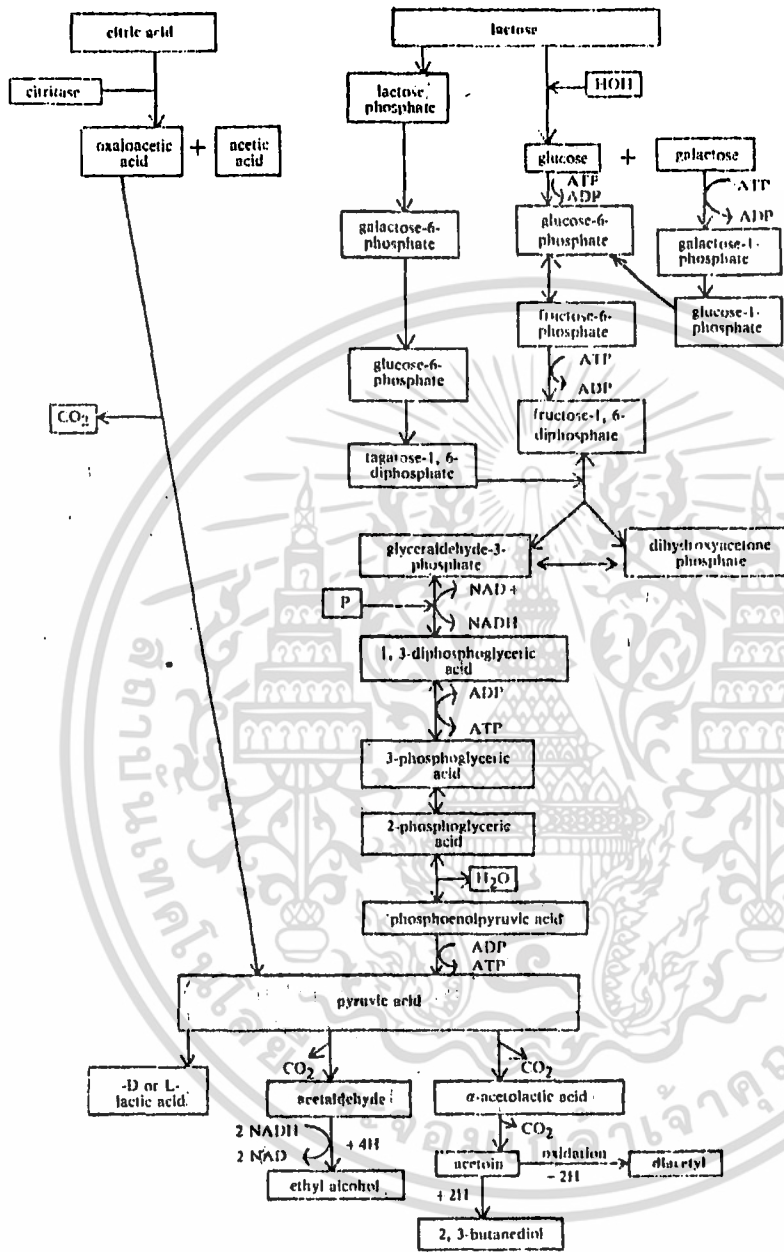 citric acid
lactose
citritase
lactose
phosphate
HOH
oxaloacetic
acid
+
acetic
acid
glucose
+
galactose
ATP
ADP
ATP
ADP
galactose-6-
phosphate
glucose-6-
phosphate
galactose-1-
phosphate
fructose-6-
phosphate
glucose-1-
phosphate
glucose-6-
phosphate
ATP
ADP
CO₂
fructose-1, 6-
diphosphate
tagatose-1, 6-
diphosphate
glyceraldehyde-3-
phosphate
dihydroxyacetone
phosphate
P
NAD+
NADH
1, 3-diphosphoglyceric
acid
ADP
ATP
3-phosphoglyceric
acid
2-phosphoglyceric
acid
H₂O
phosphoenolpyruvic acid
ADP
ATP
pyruvic acid
CO₂
CO₂
-D or L-
lactic acid
acetaldehyde
α-acetolactic acid
2 NADH
2 NAD
+ 4H
CO₂
ethyl alcohol
acetoin
oxidation
- 2H
diacetyl
+ 2H
2, 3-butanediol